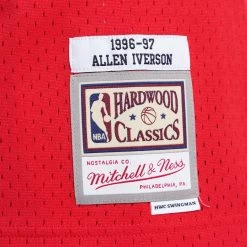 1996-97
ALLEN IVERSON
HARDWOOD
NBA
CLASSICS
NOSTALGIA CO.
Mitchell & Ness
PHILADELPHIA, PA.
HWC SWINGMAN